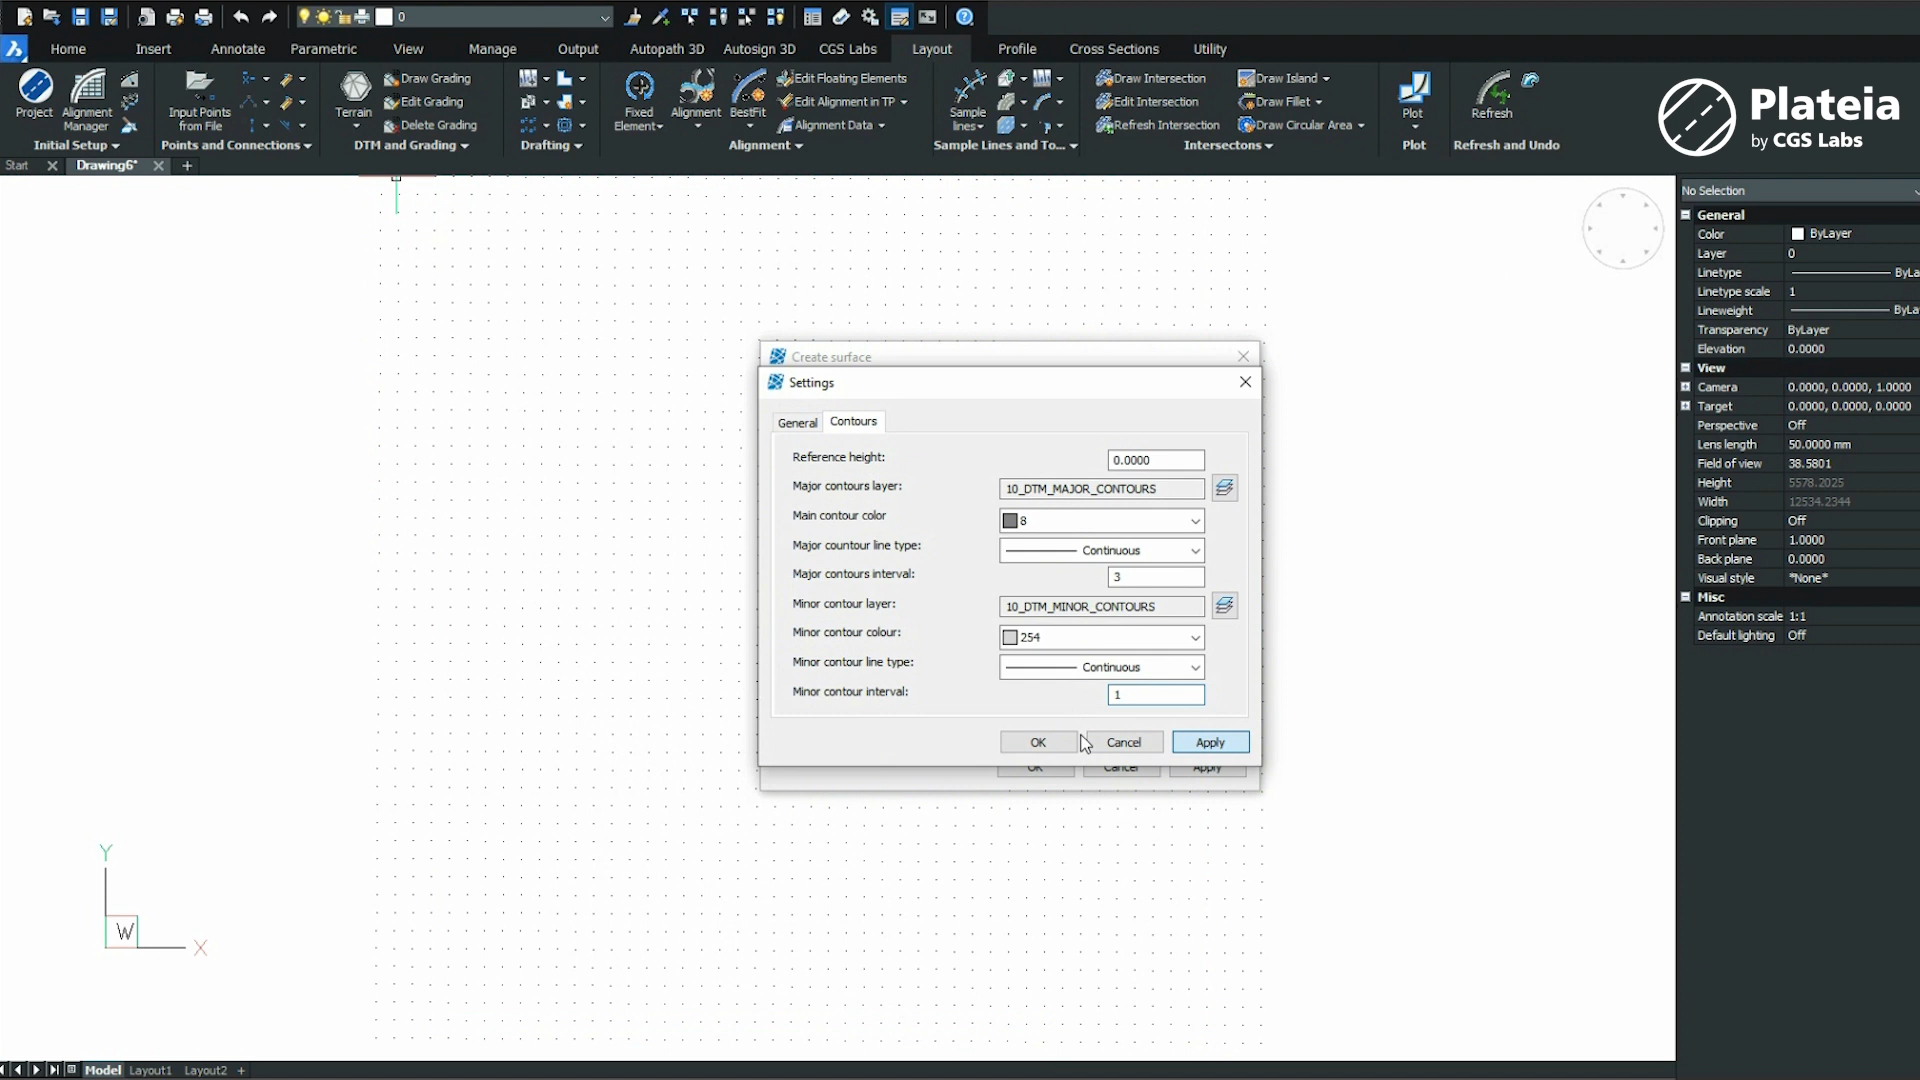 0
Home Insert Annotate Parametric View Manage Output Autopath 3D Autosign 3D CGS Labs Layout Profile Cross Sections Utility
Project
Alignment
Manager
Initial Setup
Input Points
from File
Points and Connections
Terrain
Draw Grading
Edit Grading
Delete Grading
DTM and Grading
Drafting
Fixed
Element
Alignment
BestFit
Edit Floating Elements
Edit Alignment in TP
Alignment Data
Alignment
Sample
lines
Sample Lines and To...
Draw Intersection
Edit Intersection
Refresh Intersection
Draw Island
Draw Fillet
Draw Circular Area
Intersectons
Plot
Plot
Refresh
Refresh and Undo
Plateia
by CGS Labs
Start
Drawing6*
No Selection
General
Color ByLayer
Layer 0
Linetype ByLa
Linetype scale 1
Lineweight ByLa
Transparency ByLayer
Elevation 0.0000
View
Camera 0.0000, 0.0000, 1.0000
Target 0.0000, 0.0000, 0.0000
Perspective Off
Lens length 50.0000 mm
Field of view 38.5801
Height 5578.2025
Width 12534.2344
Clipping Off
Front plane 1.0000
Back plane 0.0000
Visual style *None*
Misc
Annotation scale 1:1
Default lighting Off
Create surface
Settings
General Contours
Reference height: 0.0000
Major contours layer: 10_DTM_MAJOR_CONTOURS
Main contour color 8
Major countour line type: Continuous
Major contours interval: 3
Minor contour layer: 10_DTM_MINOR_CONTOURS
Minor contour colour: 254
Minor contour line type: Continuous
Minor contour interval: 1
OK Cancel Apply
OK Cancel Apply
Y
W
X
Model Layout1 Layout2 +